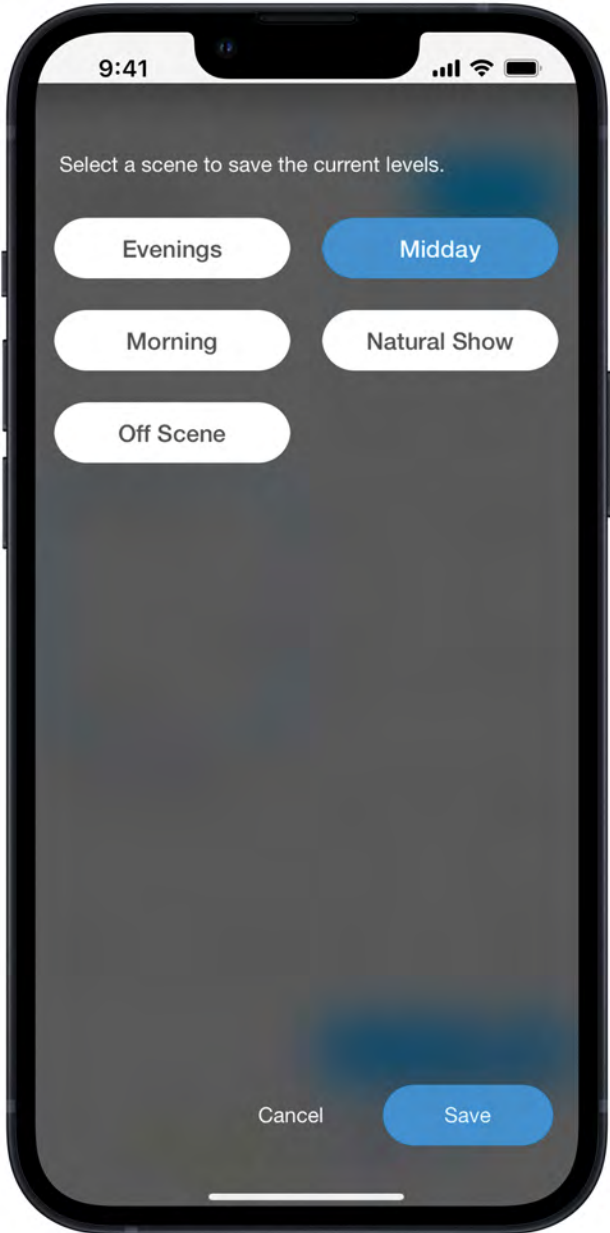 9:41
Select a scene to save the current levels.
Evenings
Midday
Morning
Natural Show
Off Scene
Cancel
Save